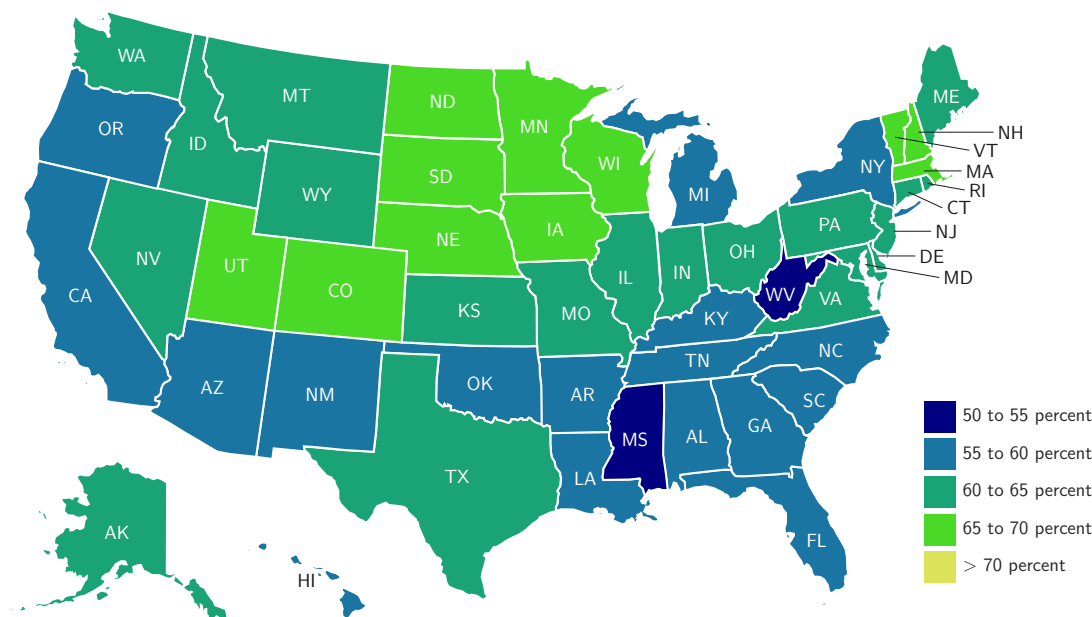 WA
MT
ND
MN
ME
OR
ID
WI
NH
VT
NY
MA
SD
RI
WY
MI
CT
PA
NE
IA
NJ
NV
UT
OH
DE
CO
IL
IN
MD
CA
WV
VA
KS
MO
KY
NC
TN
AZ
NM
OK
AR
SC
50 to 55 percent
MS
AL
GA
55 to 60 percent
TX
LA
60 to 65 percent
AK
65 to 70 percent
FL
HI
> 70 percent